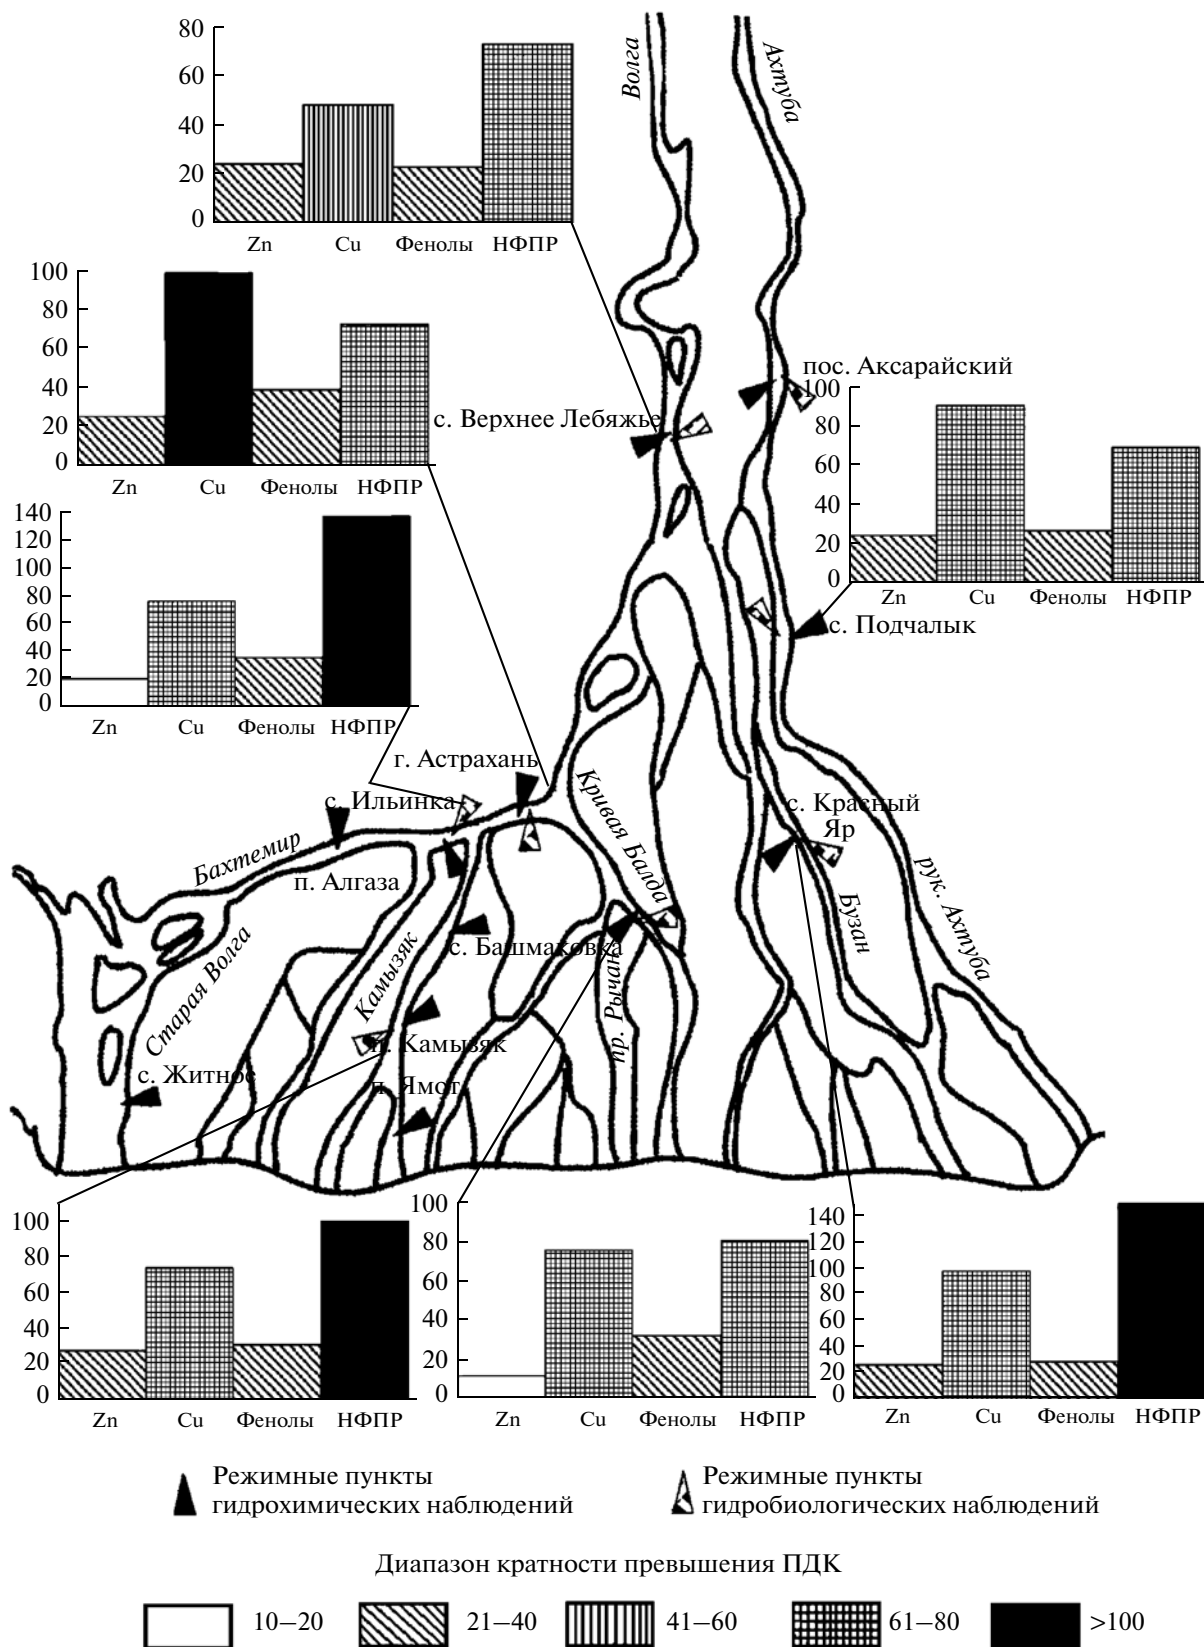 80
60
40
20
0
Zn Cu Фенолы НФПР
Волга
Ахтуба
100
80
60
40
20
0
Zn Cu Фенолы НФПР
с. Верхнее Лебяжье
пос. Аксарайский
100
80
60
40
20
0
Zn Cu Фенолы НФПР
с. Подчалык
140
120
100
80
60
40
20
0
Zn Cu Фенолы НФПР
г. Астрахань
с. Ильинка
Бахтемир
п. Алгаза
Кривая Балда
с. Красный
Яр
Бузан
рук. Ахтуба
Старая Волга
Камызяк
с. Башмаковка
пр. Рычан
п. Камызяк
с. Житное
п. Ямот
100
80
60
40
20
0
Zn Cu Фенолы НФПР
100
80
60
40
20
0
Zn Cu Фенолы НФПР
140
120
100
80
60
40
20
0
Zn Cu Фенолы НФПР
Режимные пункты
гидрохимических наблюдений
Режимные пункты
гидробиологических наблюдений
Диапазон кратности превышения ПДК
10–20 21–40 41–60 61–80 >100